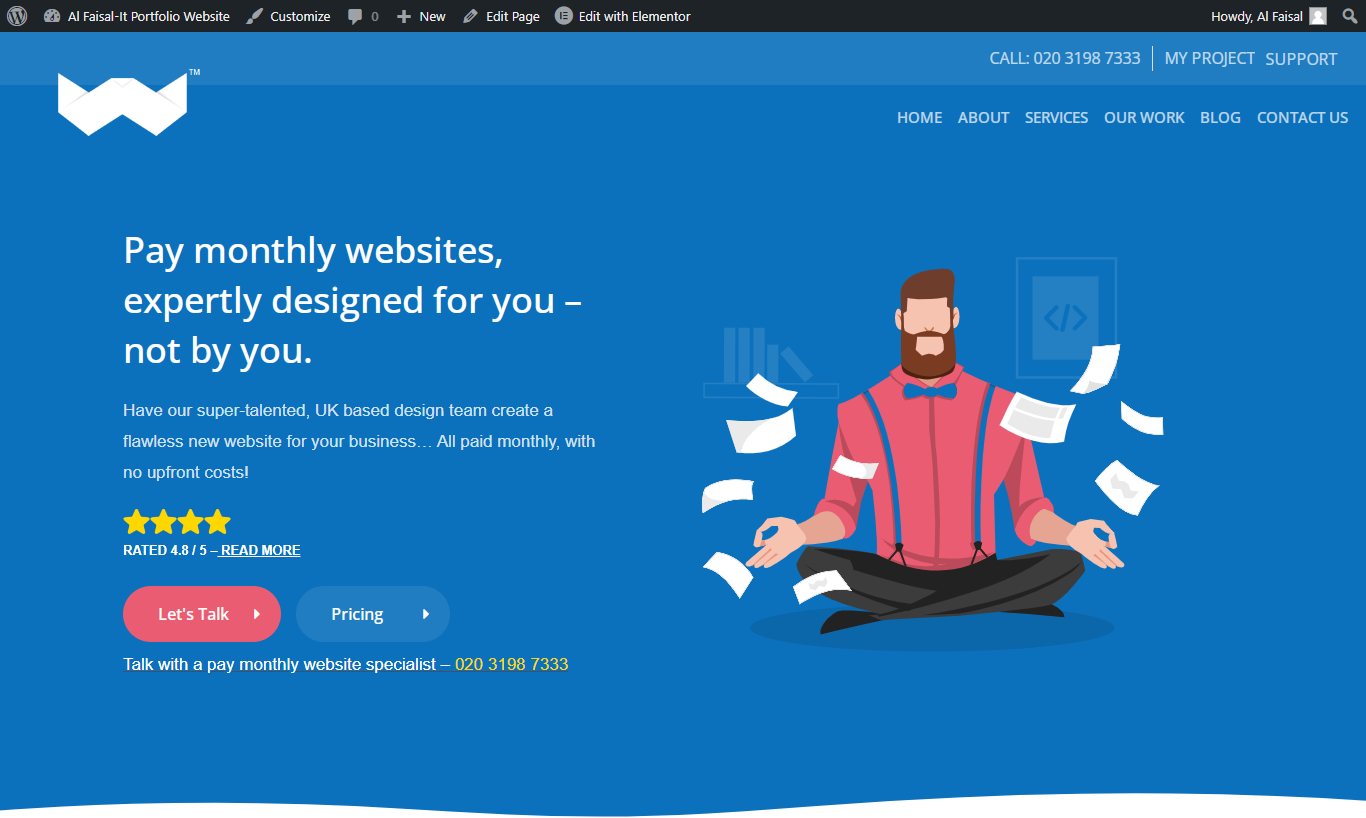 Al Faisal-It Portfolio Website Customize 0 New Edit Page Edit with Elementor Howdy, Al Faisal
CALL: 020 3198 7333 MY PROJECT SUPPORT
TM
HOME ABOUT SERVICES OUR WORK BLOG CONTACT US
Pay monthly websites,
expertly designed for you –
not by you.
</>
Have our super-talented, UK based design team create a
flawless new website for your business… All paid monthly, with
no upfront costs!
RATED 4.8 / 5 – READ MORE
Let's Talk Pricing
Talk with a pay monthly website specialist – 020 3198 7333